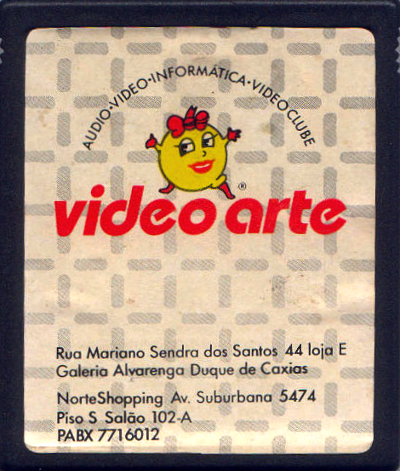 AUDIO·VIDEO·INFORMÁTICA·VIDEO CLUBE
®
video arte
Rua Mariano Sendra dos Santos 44 loja E
Galeria Alvarenga Duque de Caxias
NorteShopping Av. Suburbana 5474
Piso S Salão 102-A
PABX 7716012